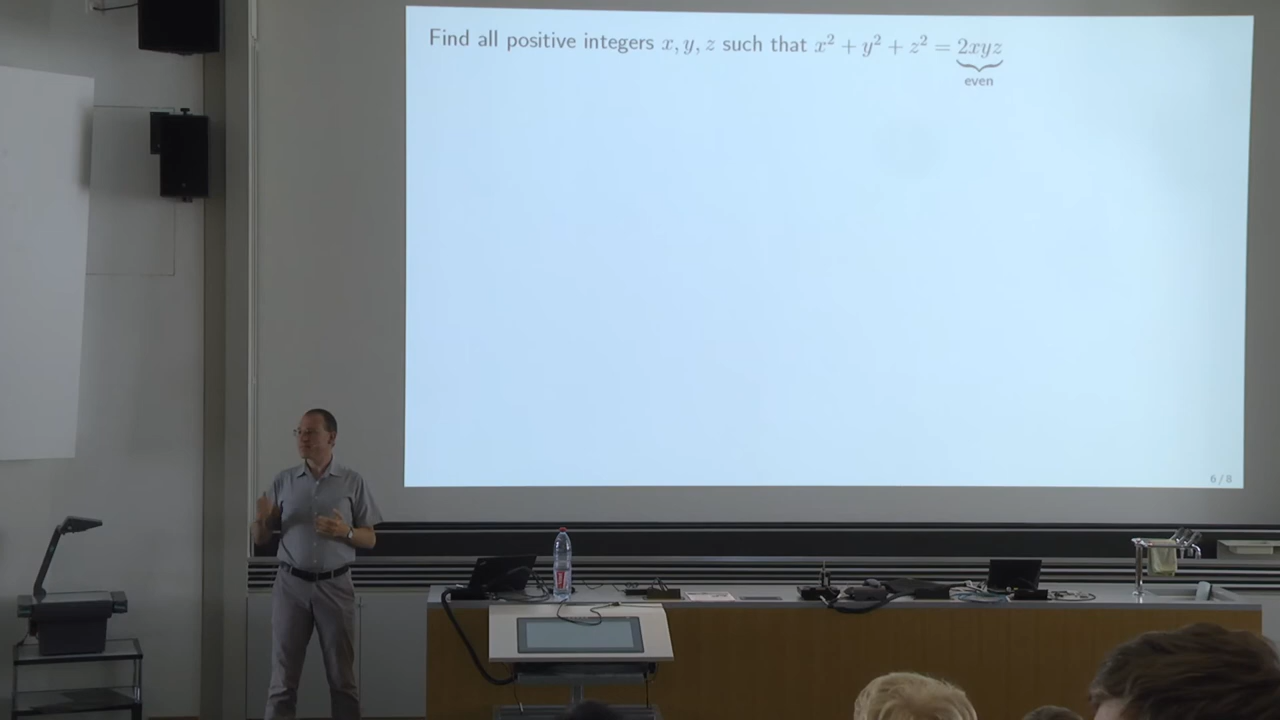 Find all positive integers x, y, z such that x² + y² + z² = 2xyz
even
6 / 8